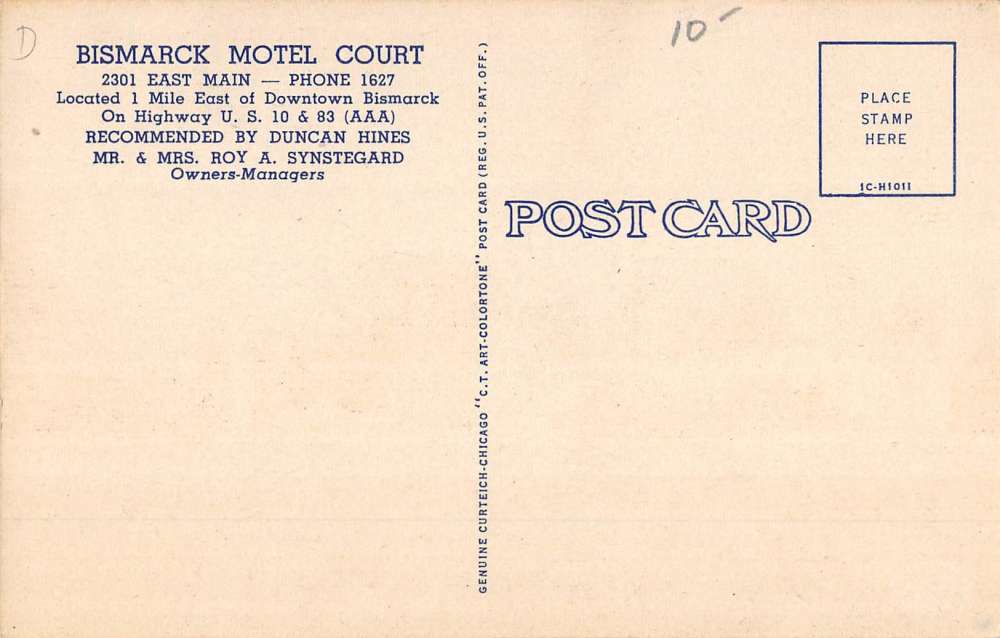 D
BISMARCK MOTEL COURT
2301 EAST MAIN — PHONE 1627
Located 1 Mile East of Downtown Bismarck
On Highway U. S. 10 & 83 (AAA)
RECOMMENDED BY DUNCAN HINES
MR. & MRS. ROY A. SYNSTEGARD
Owners-Managers
GENUINE CURTEICH-CHICAGO "C.T. ART-COLORTONE" POST CARD (REG. U.S. PAT. OFF.)
10-
PLACE
STAMP
HERE
1C-H1011
POST CARD